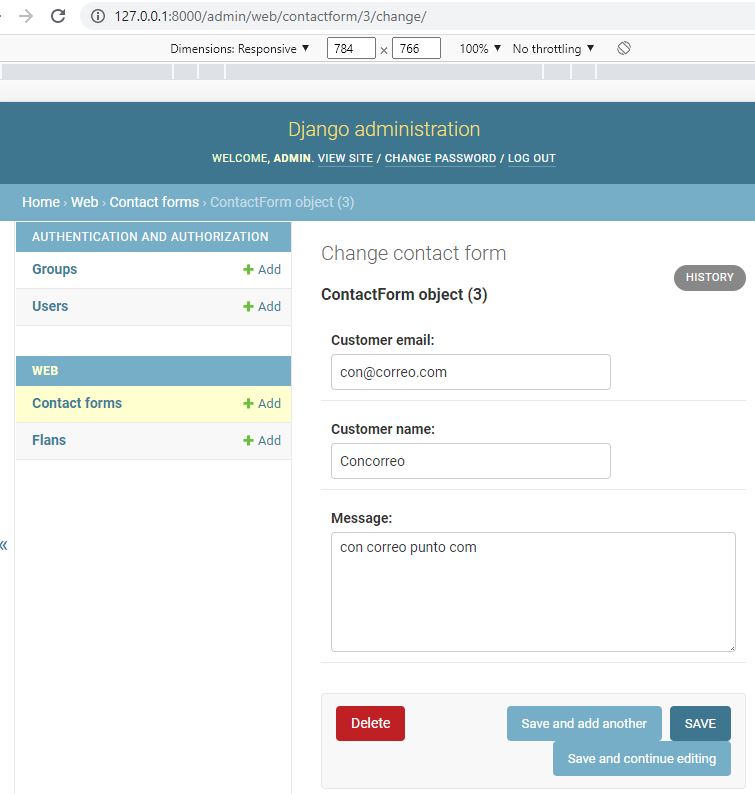 127.0.0.1:8000/admin/web/contactform/3/change/
Dimensions: Responsive ▼ 784 × 766 100% ▼ No throttling ▼
Django administration
WELCOME, ADMIN. VIEW SITE / CHANGE PASSWORD / LOG OUT
Home › Web › Contact forms › ContactForm object (3)
AUTHENTICATION AND AUTHORIZATION
Groups + Add
Users + Add
WEB
Contact forms + Add
Flans + Add
«
Change contact form
HISTORY
ContactForm object (3)
Customer email:
con@correo.com
Customer name:
Concorreo
Message:
con correo punto com
Delete
Save and add another
SAVE
Save and continue editing